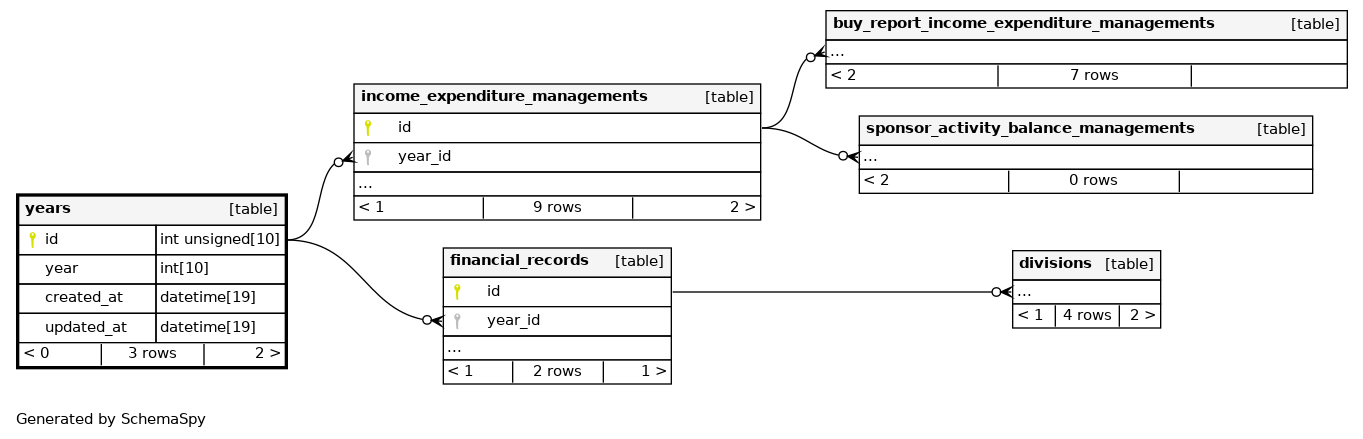 buy_report_income_expenditure_managements [table]
...
< 2 7 rows
income_expenditure_managements [table]
id
year_id
...
< 1 9 rows 2 >
sponsor_activity_balance_managements [table]
...
< 2 0 rows
years [table]
id int unsigned[10]
year int[10]
created_at datetime[19]
updated_at datetime[19]
< 0 3 rows 2 >
financial_records [table]
id
year_id
...
< 1 2 rows 1 >
divisions [table]
...
< 1 4 rows 2 >
Generated by SchemaSpy